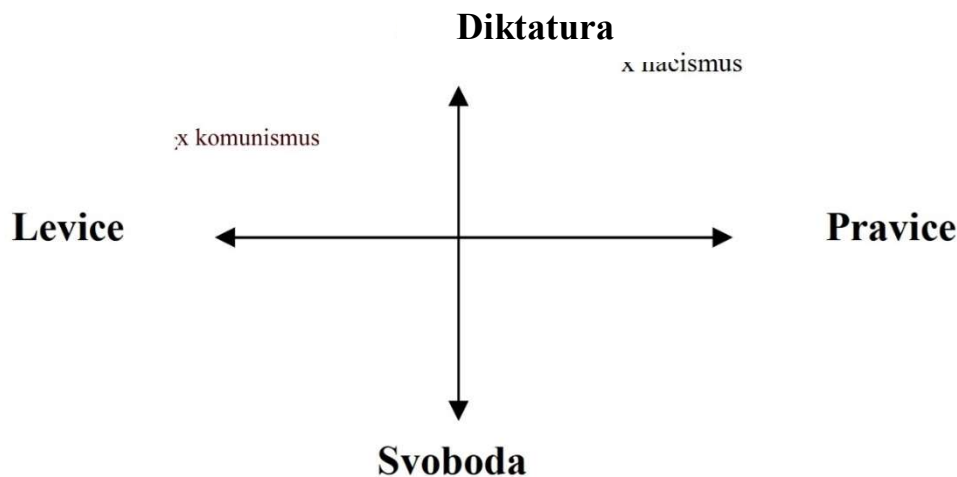 Diktatura
x nacismus
x komunismus
Levice
Pravice
Svoboda